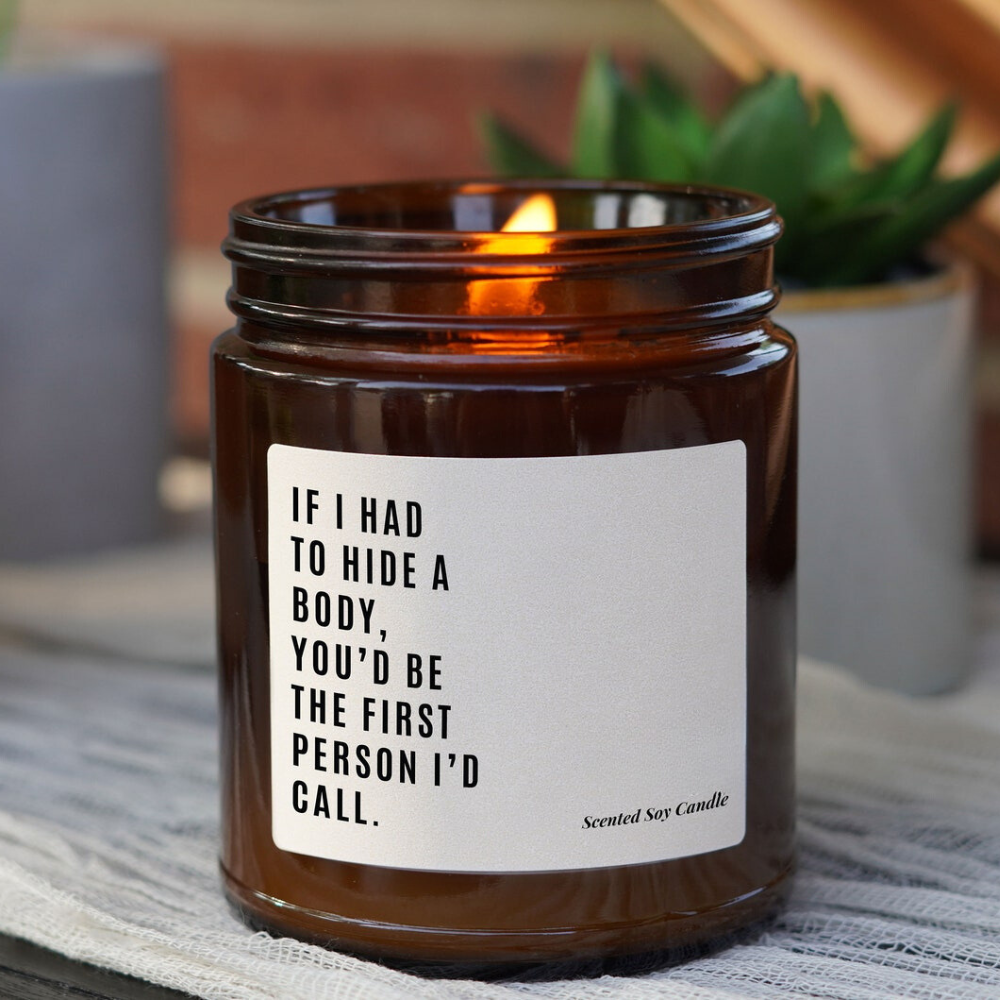 IF I HAD
TO HIDE A
BODY,
YOU’D BE
THE FIRST
PERSON I’D
CALL.
Scented Soy Candle